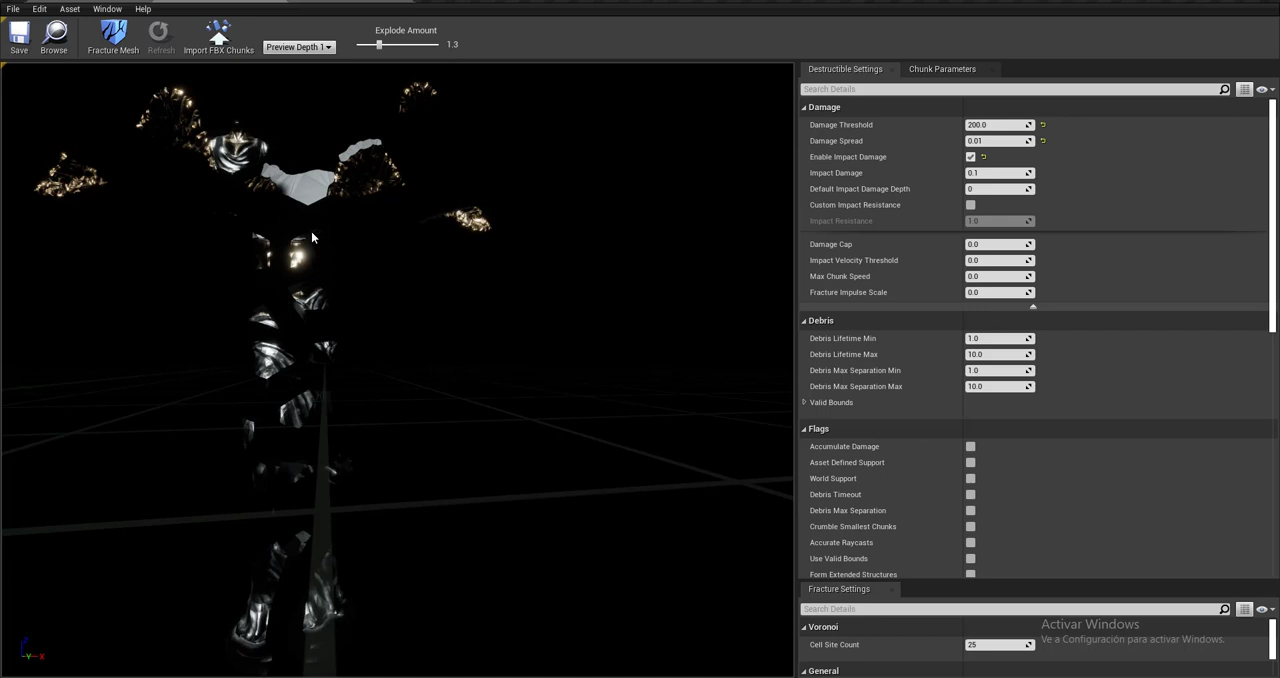 File Edit Asset Window Help
Save Browse Fracture Mesh Refresh Import FBX Chunks Preview Depth 1
Explode Amount
1.3
Destructible Settings Chunk Parameters
Search Details
Damage
Damage Threshold 200.0
Damage Spread 0.01
Enable Impact Damage
Impact Damage 0.1
Default Impact Damage Depth 0
Custom Impact Resistance
Impact Resistance 1.0
Damage Cap 0.0
Impact Velocity Threshold 0.0
Max Chunk Speed 0.0
Fracture Impulse Scale 0.0
Debris
Debris Lifetime Min 1.0
Debris Lifetime Max 10.0
Debris Max Separation Min 1.0
Debris Max Separation Max 10.0
Valid Bounds
Flags
Accumulate Damage
Asset Defined Support
World Support
Debris Timeout
Debris Max Separation
Crumble Smallest Chunks
Accurate Raycasts
Use Valid Bounds
Form Extended Structures
Fracture Settings
Search Details
Voronoi
Cell Site Count 25
General
Activar Windows
Ve a Configuración para activar Windows.
Z
Y X